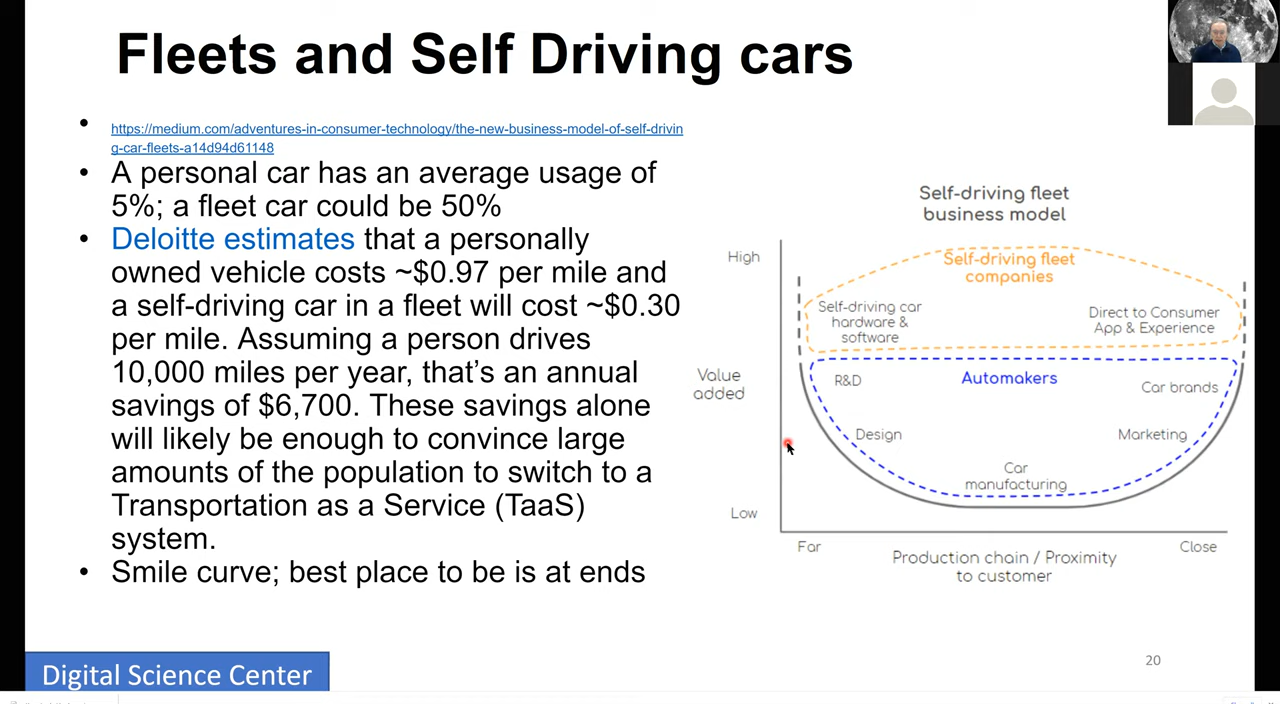 Fleets and Self Driving cars
• https://medium.com/adventures-in-consumer-technology/the-new-business-model-of-self-drivin
g-car-fleets-a14d94d61148
• A personal car has an average usage of
5%; a fleet car could be 50%
• Deloitte estimates that a personally
owned vehicle costs ~$0.97 per mile and
a self-driving car in a fleet will cost ~$0.30
per mile. Assuming a person drives
10,000 miles per year, that’s an annual
savings of $6,700. These savings alone
will likely be enough to convince large
amounts of the population to switch to a
Transportation as a Service (TaaS)
system.
• Smile curve; best place to be is at ends
Self-driving fleet
business model
High
Self-driving fleet
companies
Self-driving car
hardware &
software
Direct to Consumer
App & Experience
Value
added
R&D
Automakers
Car brands
Design
Marketing
Car
manufacturing
Low
Far
Close
Production chain / Proximity
to customer
Digital Science Center
20